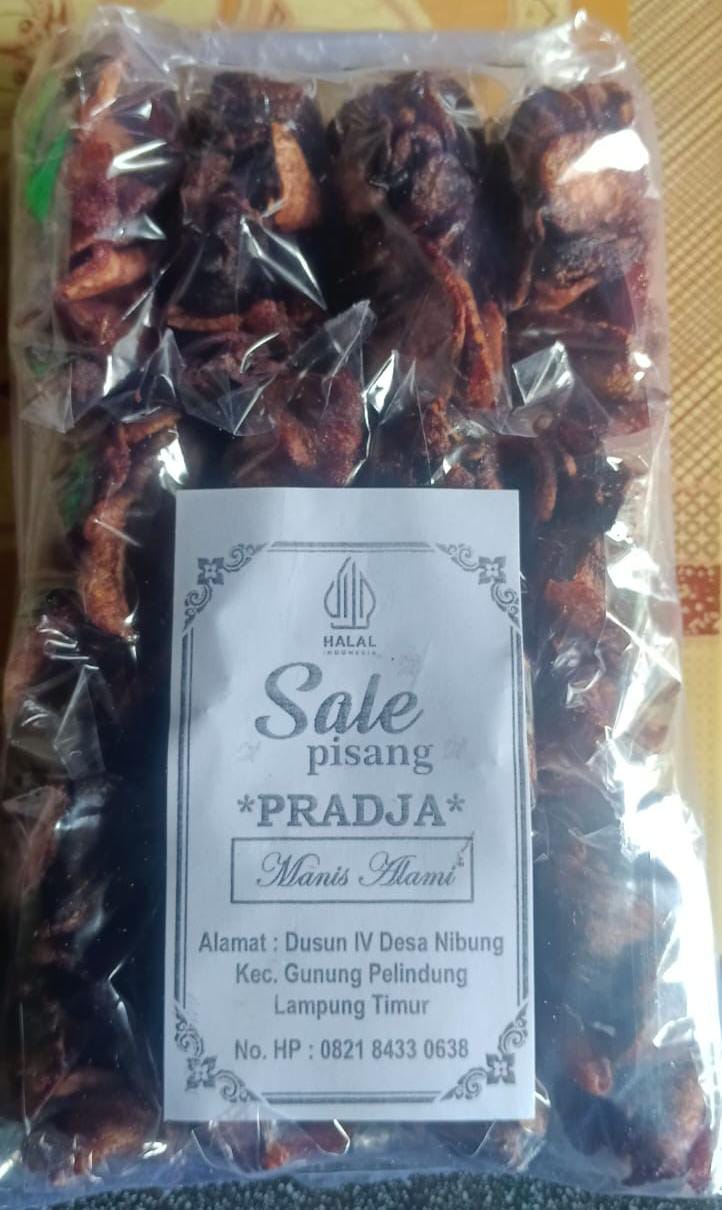 HALAL
INDONESIA
Sale
pisang
*PRADJA*
Manis Alami
Alamat : Dusun IV Desa Nibung
Kec. Gunung Pelindung
Lampung Timur
No. HP : 0821 8433 0638